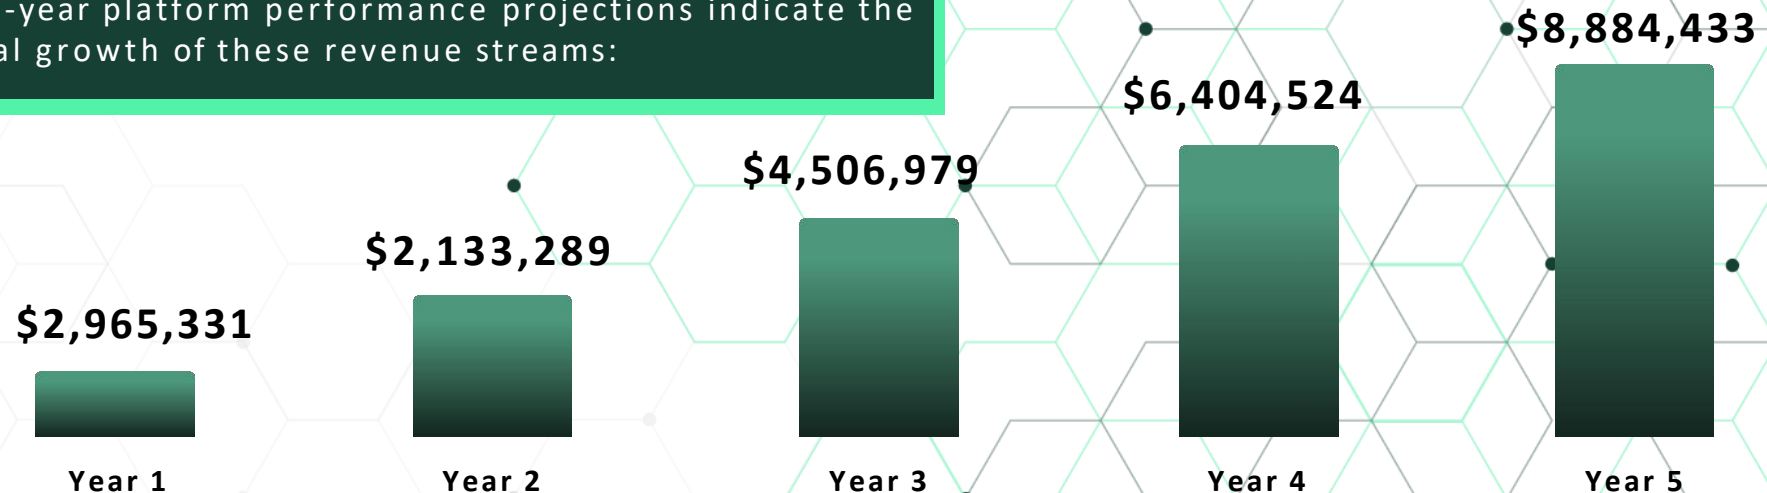 -year platform performance projections indicate the
al growth of these revenue streams:
$8,884,433
$6,404,524
$4,506,979
$2,133,289
$2,965,331
Year 1
Year 2
Year 3
Year 4
Year 5